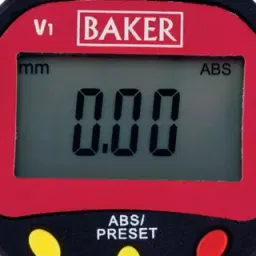 V1 BAKER
mm ABS
0.00
ABS/
PRESET